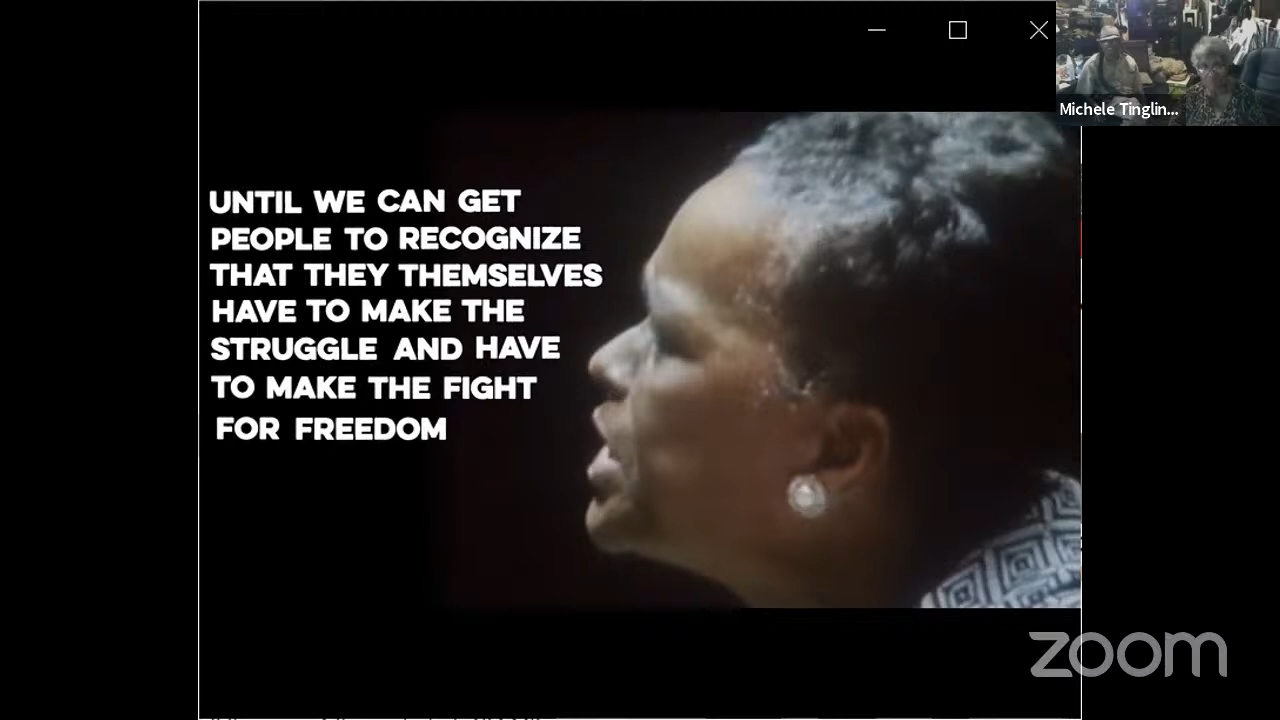 Michele Tinglin...
UNTIL WE CAN GET
PEOPLE TO RECOGNIZE
THAT THEY THEMSELVES
HAVE TO MAKE THE
STRUGGLE AND HAVE
TO MAKE THE FIGHT
FOR FREEDOM
zoom